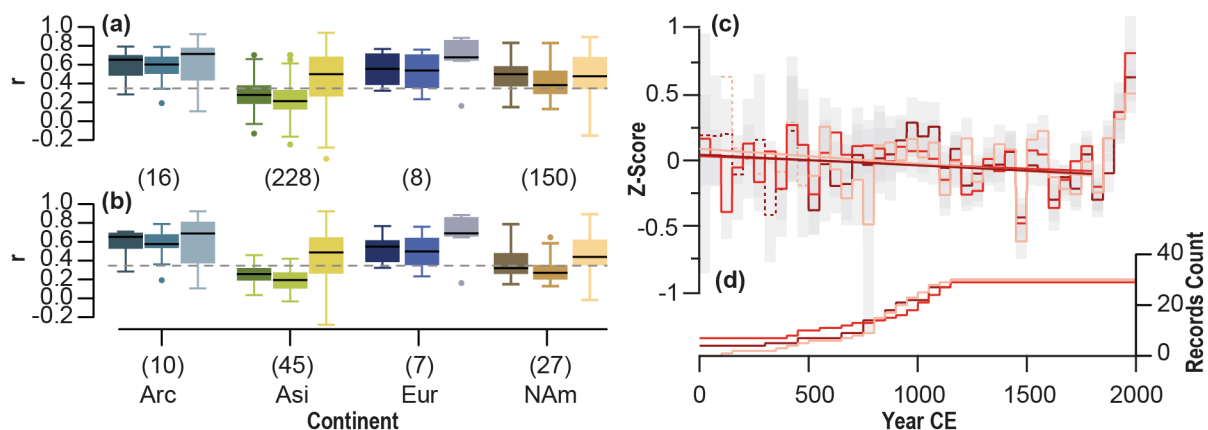 (a)
r
1.0
0.8
0.6
0.4
0.2
0.0
-0.2
(16) (228) (8) (150)
(b)
r
1.0
0.8
0.6
0.4
0.2
0.0
-0.2
(10) (45) (7) (27)
Arc Asi Eur NAm
Continent
(c)
Z-Score
1
0.5
0
-0.5
-1
(d)
40
20
0
Records Count
0 500 1000 1500 2000
Year CE